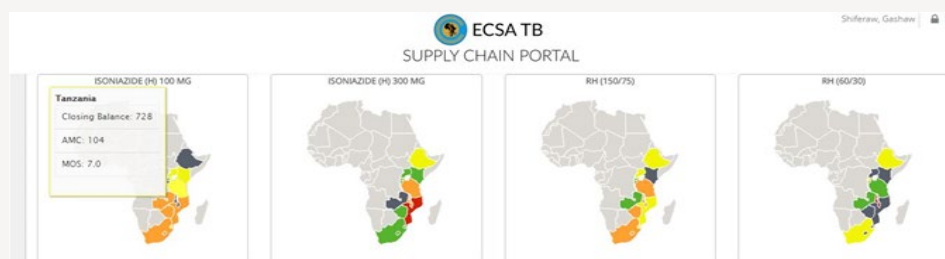 Shiferaw, Gashaw
ECSA TB
SUPPLY CHAIN PORTAL
ISONIAZIDE (H) 100 MG
ISONIAZIDE (H) 300 MG
RH (150/75)
RH (60/30)
Tanzania
Closing Balance: 728
AMC: 104
MOS: 7.0